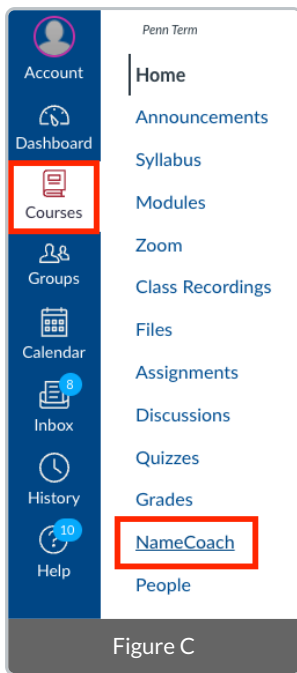 Account
Dashboard
Courses
Groups
Calendar
8
Inbox
History
10
Help
Penn Term
Home
Announcements
Syllabus
Modules
Zoom
Class Recordings
Files
Assignments
Discussions
Quizzes
Grades
NameCoach
People
Figure C